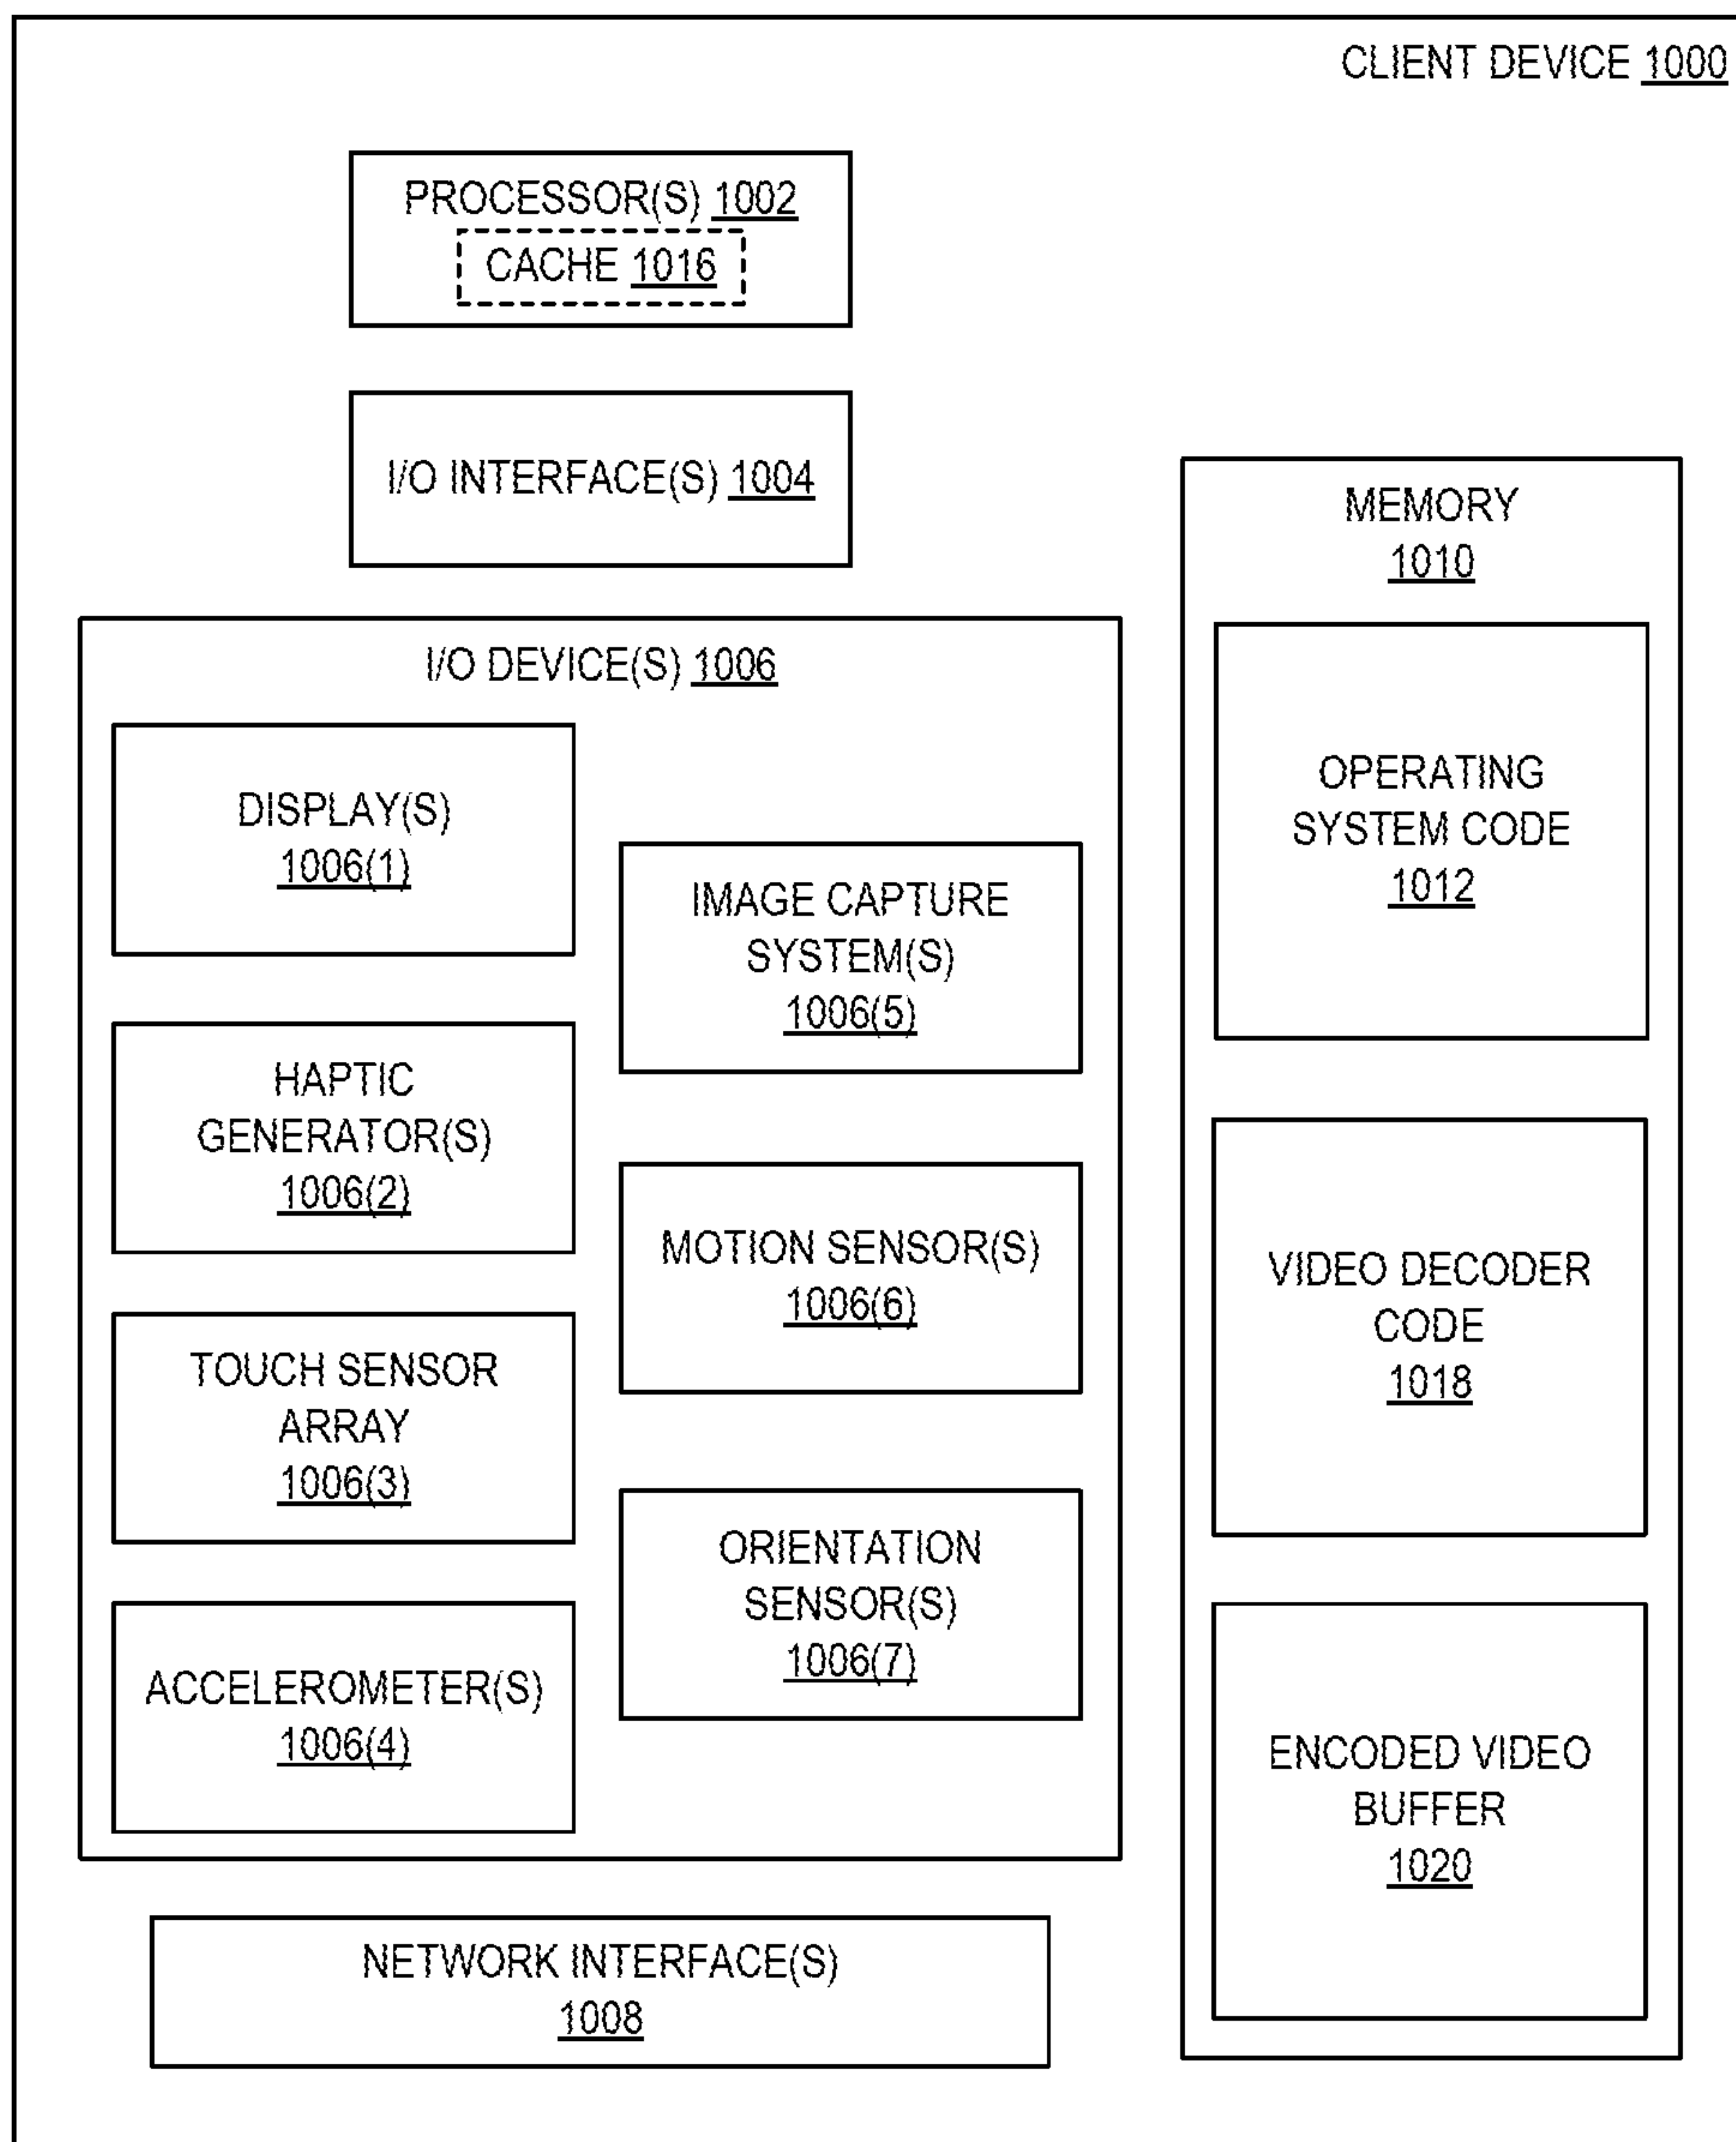 CLIENT DEVICE 1000
PROCESSOR(S) 1002
CACHE 1016
I/O INTERFACE(S) 1004
I/O DEVICE(S) 1006
DISPLAY(S)
1006(1)
HAPTIC
GENERATOR(S)
1006(2)
TOUCH SENSOR
ARRAY
1006(3)
ACCELEROMETER(S)
1006(4)
IMAGE CAPTURE
SYSTEM(S)
1006(5)
MOTION SENSOR(S)
1006(6)
ORIENTATION
SENSOR(S)
1006(7)
NETWORK INTERFACE(S)
1008
MEMORY
1010
OPERATING
SYSTEM CODE
1012
VIDEO DECODER
CODE
1018
ENCODED VIDEO
BUFFER
1020